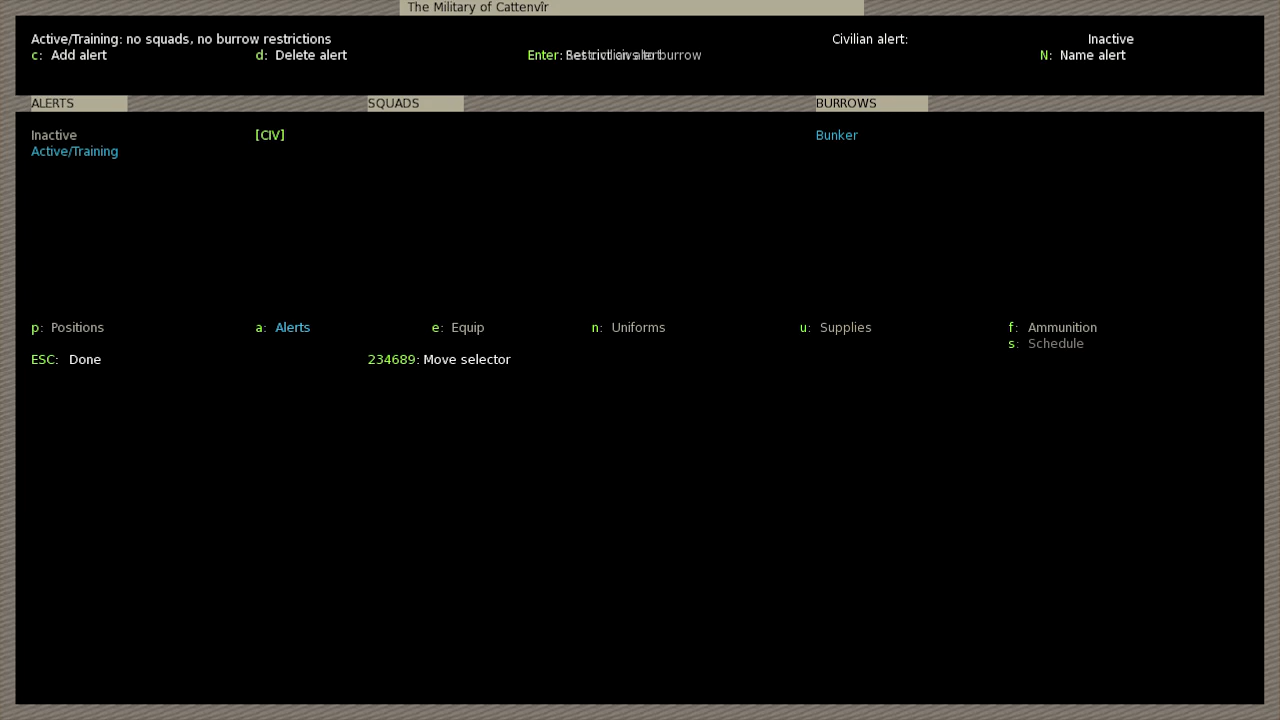 The Military of Cattenvîr
Active/Training: no squads, no burrow restrictions Civilian alert: Inactive
c: Add alert d: Delete alert Enter: N: Name alert
ALERTS SQUADS BURROWS
Inactive [CIV] Bunker
Active/Training
p: Positions a: Alerts e: Equip n: Uniforms u: Supplies f: Ammunition
s: Schedule
ESC: Done 234689: Move selector